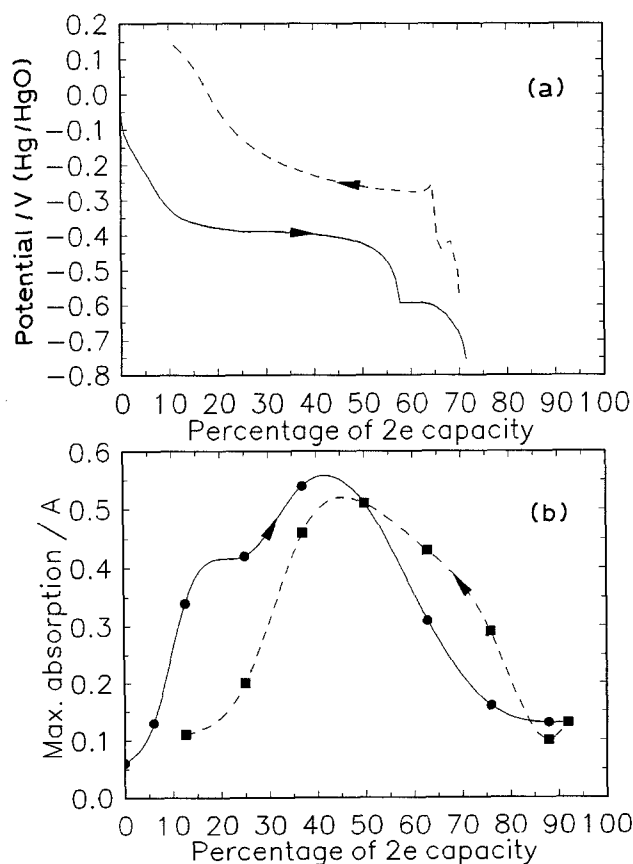 Potential / V (Hg/HgO)
0.2
0.1
0.0
-0.1
-0.2
-0.3
-0.4
-0.5
-0.6
-0.7
-0.8
(a)
0 10 20 30 40 50 60 70 80 90 100
Percentage of 2e capacity
Max. absorption / A
0.6
0.5
0.4
0.3
0.2
0.1
0.0
(b)
0 10 20 30 40 50 60 70 80 90 100
Percentage of 2e capacity